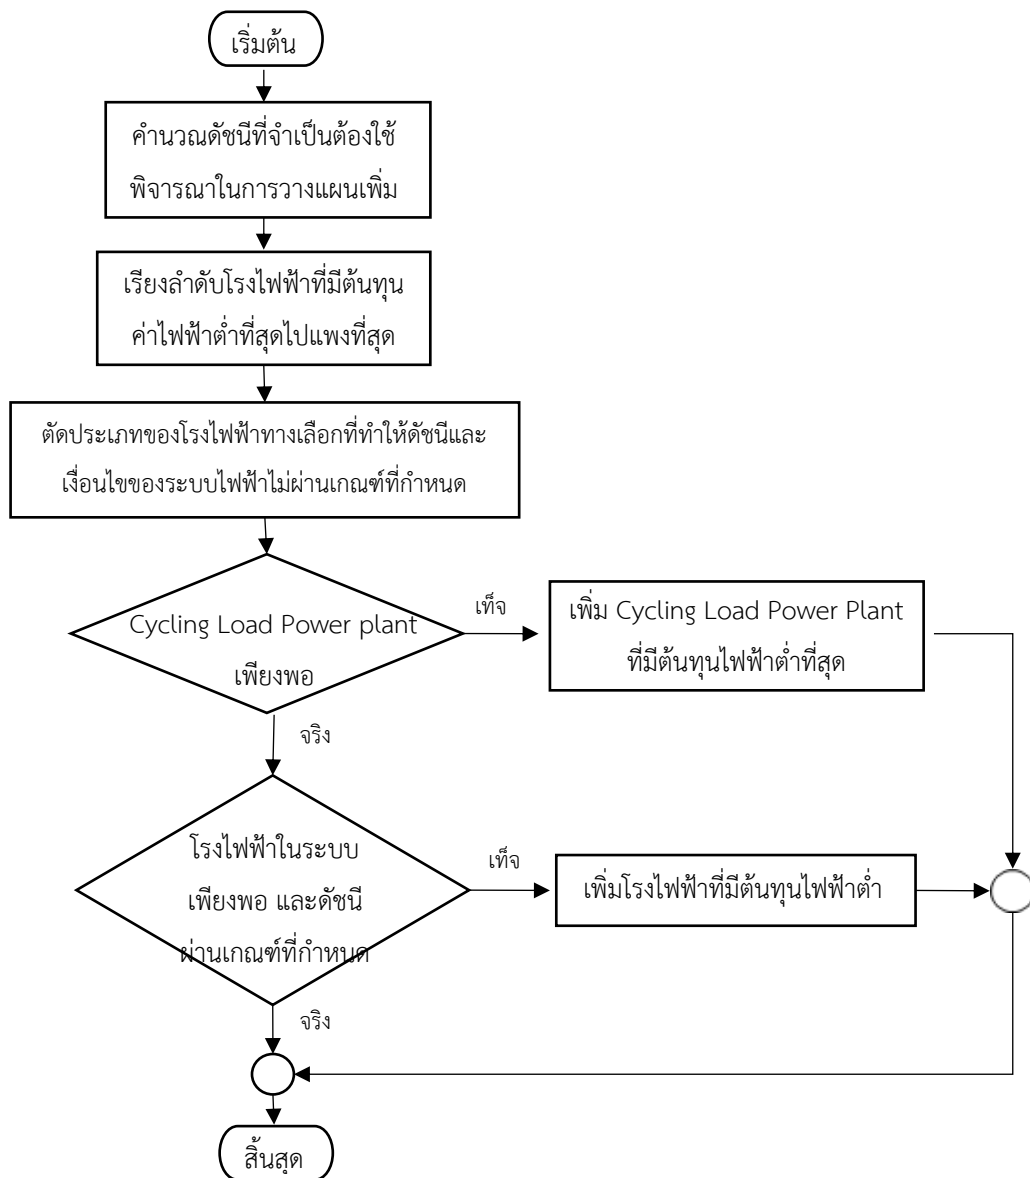 เริ่มต้น
คำนวณดัชนีที่จำเป็นต้องใช้
พิจารณาในการวางแผนเพิ่ม
เรียงลำดับโรงไฟฟ้าที่มีต้นทุน
ค่าไฟฟ้าต่ำที่สุดไปแพงที่สุด
ตัดประเภทของโรงไฟฟ้าทางเลือกที่ทำให้ดัชนีและ
เงื่อนไขของระบบไฟฟ้าไม่ผ่านเกณฑ์ที่กำหนด
Cycling Load Power plant
เพียงพอ
เท็จ
เพิ่ม Cycling Load Power Plant
ที่มีต้นทุนไฟฟ้าต่ำที่สุด
จริง
โรงไฟฟ้าในระบบ
เพียงพอ และดัชนี
ผ่านเกณฑ์ที่กำหนด
เท็จ
เพิ่มโรงไฟฟ้าที่มีต้นทุนไฟฟ้าต่ำ
จริง
สิ้นสุด